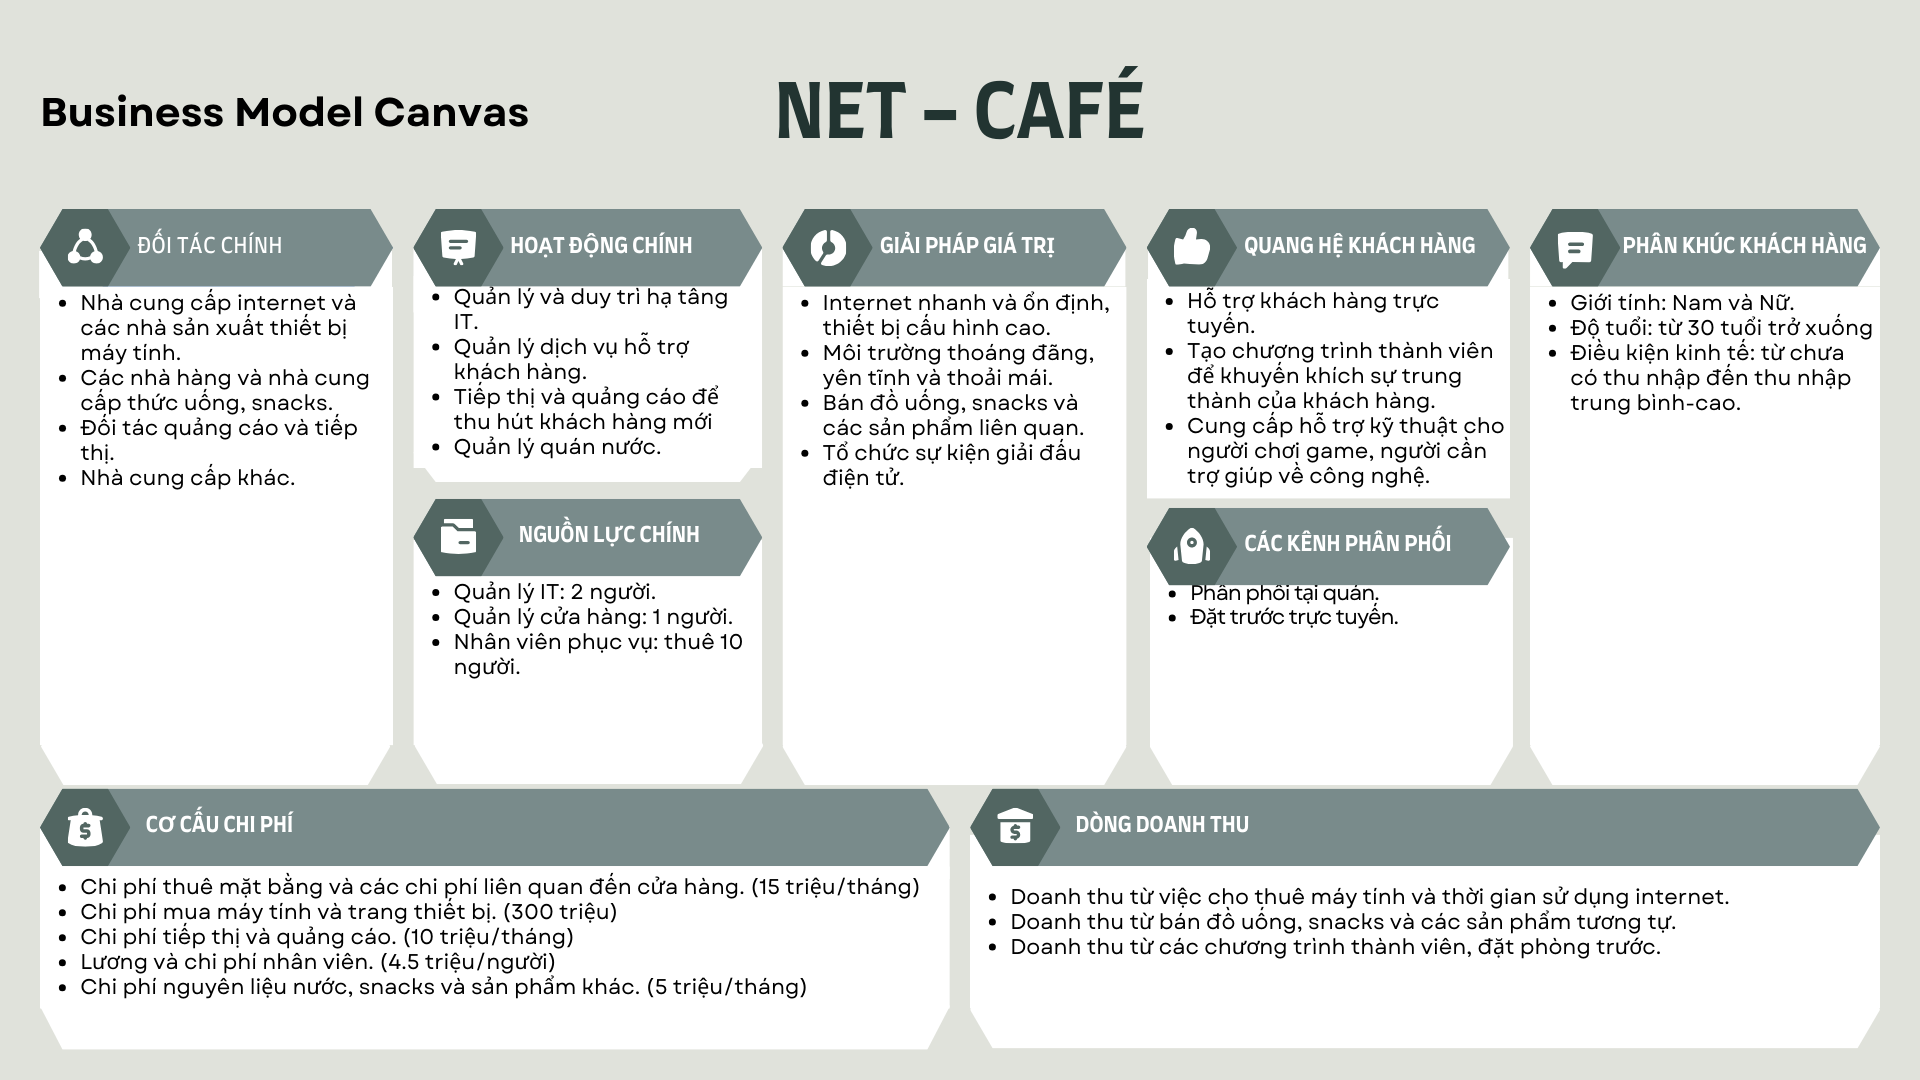 Business Model Canvas
NET – CAFÉ
ĐỐI TÁC CHÍNH
Nhà cung cấp internet và
các nhà sản xuất thiết bị
máy tính.
Các nhà hàng và nhà cung
cấp thức uống, snacks.
Đối tác quảng cáo và tiếp
thị.
Nhà cung cấp khác.
HOẠT ĐỘNG CHÍNH
Quản lý và duy trì hạ tầng
IT.
Quản lý dịch vụ hỗ trợ
khách hàng.
Tiếp thị và quảng cáo để
thu hút khách hàng mới
Quản lý quán nước.
NGUỒN LỰC CHÍNH
Quản lý IT: 2 người.
Quản lý cửa hàng: 1 người.
Nhân viên phục vụ: thuê 10
người.
GIẢI PHÁP GIÁ TRỊ
Internet nhanh và ổn định,
thiết bị cấu hình cao.
Môi trường thoáng đãng,
yên tĩnh và thoải mái.
Bán đồ uống, snacks và
các sản phẩm liên quan.
Tổ chức sự kiện giải đấu
điện tử.
QUANG HỆ KHÁCH HÀNG
Hỗ trợ khách hàng trực
tuyến.
Tạo chượng trình thành viên
để khuyến khích sự trung
thành của khách hàng.
Cung cấp hỗ trợ kỹ thuật cho
người chơi game, người cần
trợ giúp về công nghệ.
CÁC KÊNH PHÂN PHỐI
Phân phối tại quán.
Đặt trước trực tuyến.
PHÂN KHÚC KHÁCH HÀNG
Giới tính: Nam và Nữ.
Độ tuổi: từ 30 tuổi trở xuống
Điều kiện kinh tế: từ chưa
có thu nhập đến thu nhập
trung bình-cao.
CƠ CẤU CHI PHÍ
Chi phí thuê mặt bằng và các chi phí liên quan đến cửa hàng. (15 triệu/tháng)
Chi phí mua máy tính và trang thiết bị. (300 triệu)
Chi phí tiếp thị và quảng cáo. (10 triệu/tháng)
Lương và chi phí nhân viên. (4.5 triệu/người)
Chi phí nguyên liệu nước, snacks và sản phẩm khác. (5 triệu/tháng)
DÒNG DOANH THU
Doanh thu từ việc cho thuê máy tính và thời gian sử dụng internet.
Doanh thu từ bán đồ uống, snacks và các sản phẩm tương tự.
Doanh thu từ các chương trình thành viên, đặt phòng trước.